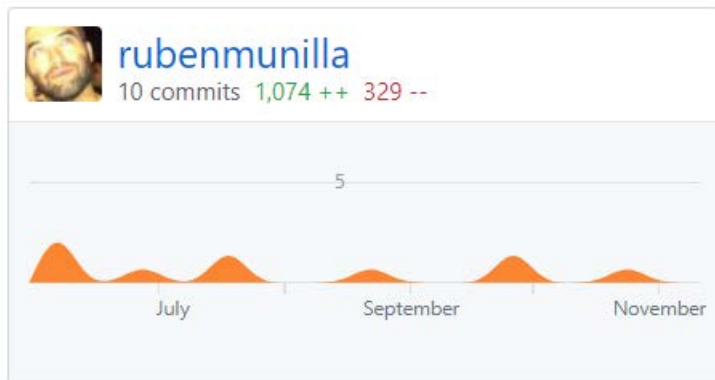 rubenmunilla
10 commits 1,074 ++ 329 --
5
July September November